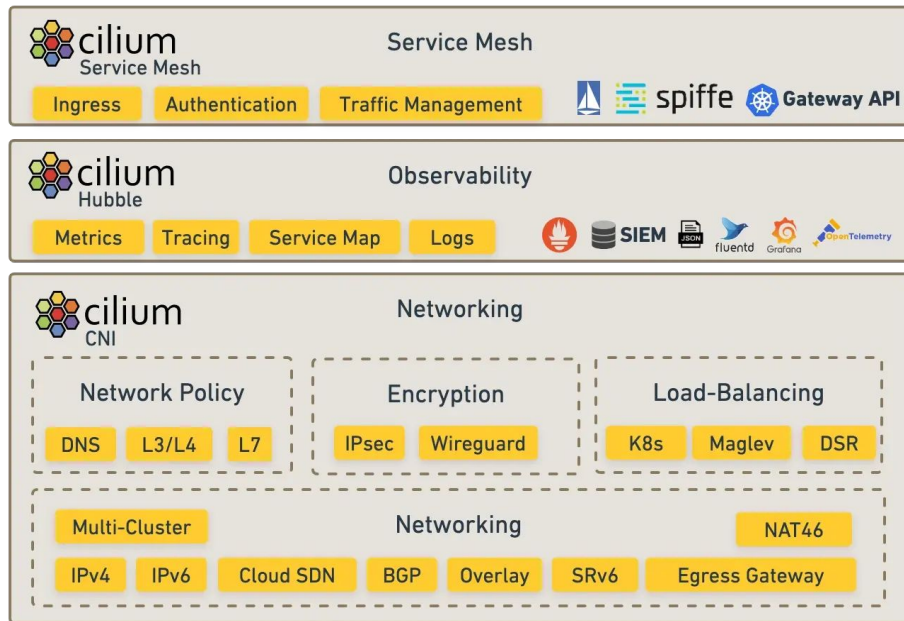 cilium
Service Mesh
Service Mesh
Ingress Authentication Traffic Management spiffe Gateway API
cilium
Hubble
Observability
Metrics Tracing Service Map Logs SIEM JSON fluentd Grafana OpenTelemetry
cilium
CNI
Networking
Network Policy
DNS L3/L4 L7
Encryption
IPsec Wireguard
Load-Balancing
K8s Maglev DSR
Multi-Cluster Networking NAT46
IPv4 IPv6 Cloud SDN BGP Overlay SRv6 Egress Gateway